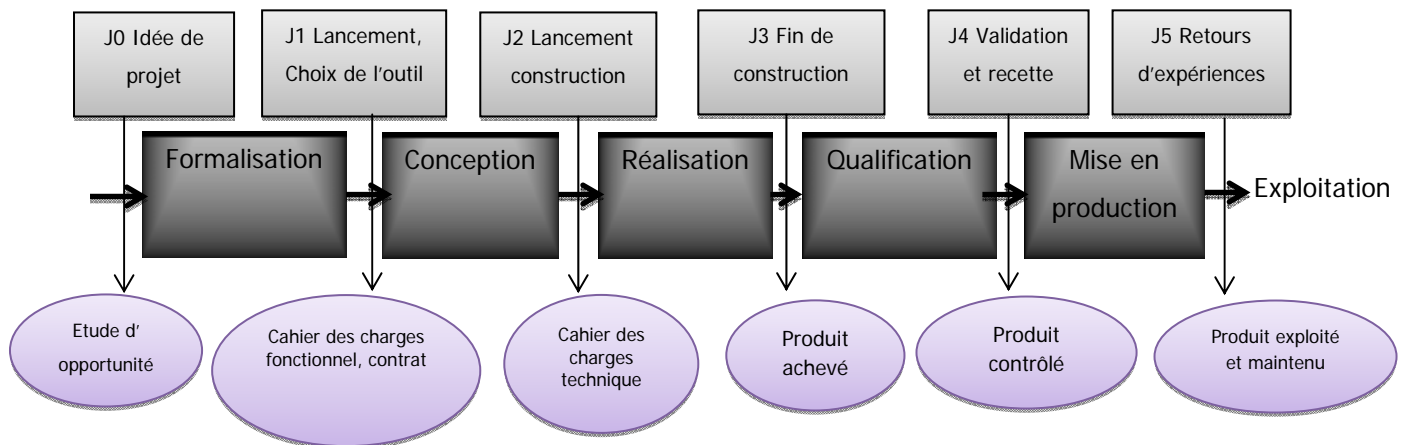 J0 Idée de
projet
J1 Lancement,
Choix de l'outil
J2 Lancement
construction
J3 Fin de
construction
J4 Validation
et recette
J5 Retours
d'expériences
Formalisation
Conception
Réalisation
Qualification
Mise en
production
Exploitation
Etude d'
opportunité
Cahier des charges
fonctionnel, contrat
Cahier des
charges
technique
Produit
achevé
Produit
contrôlé
Produit exploité
et maintenu